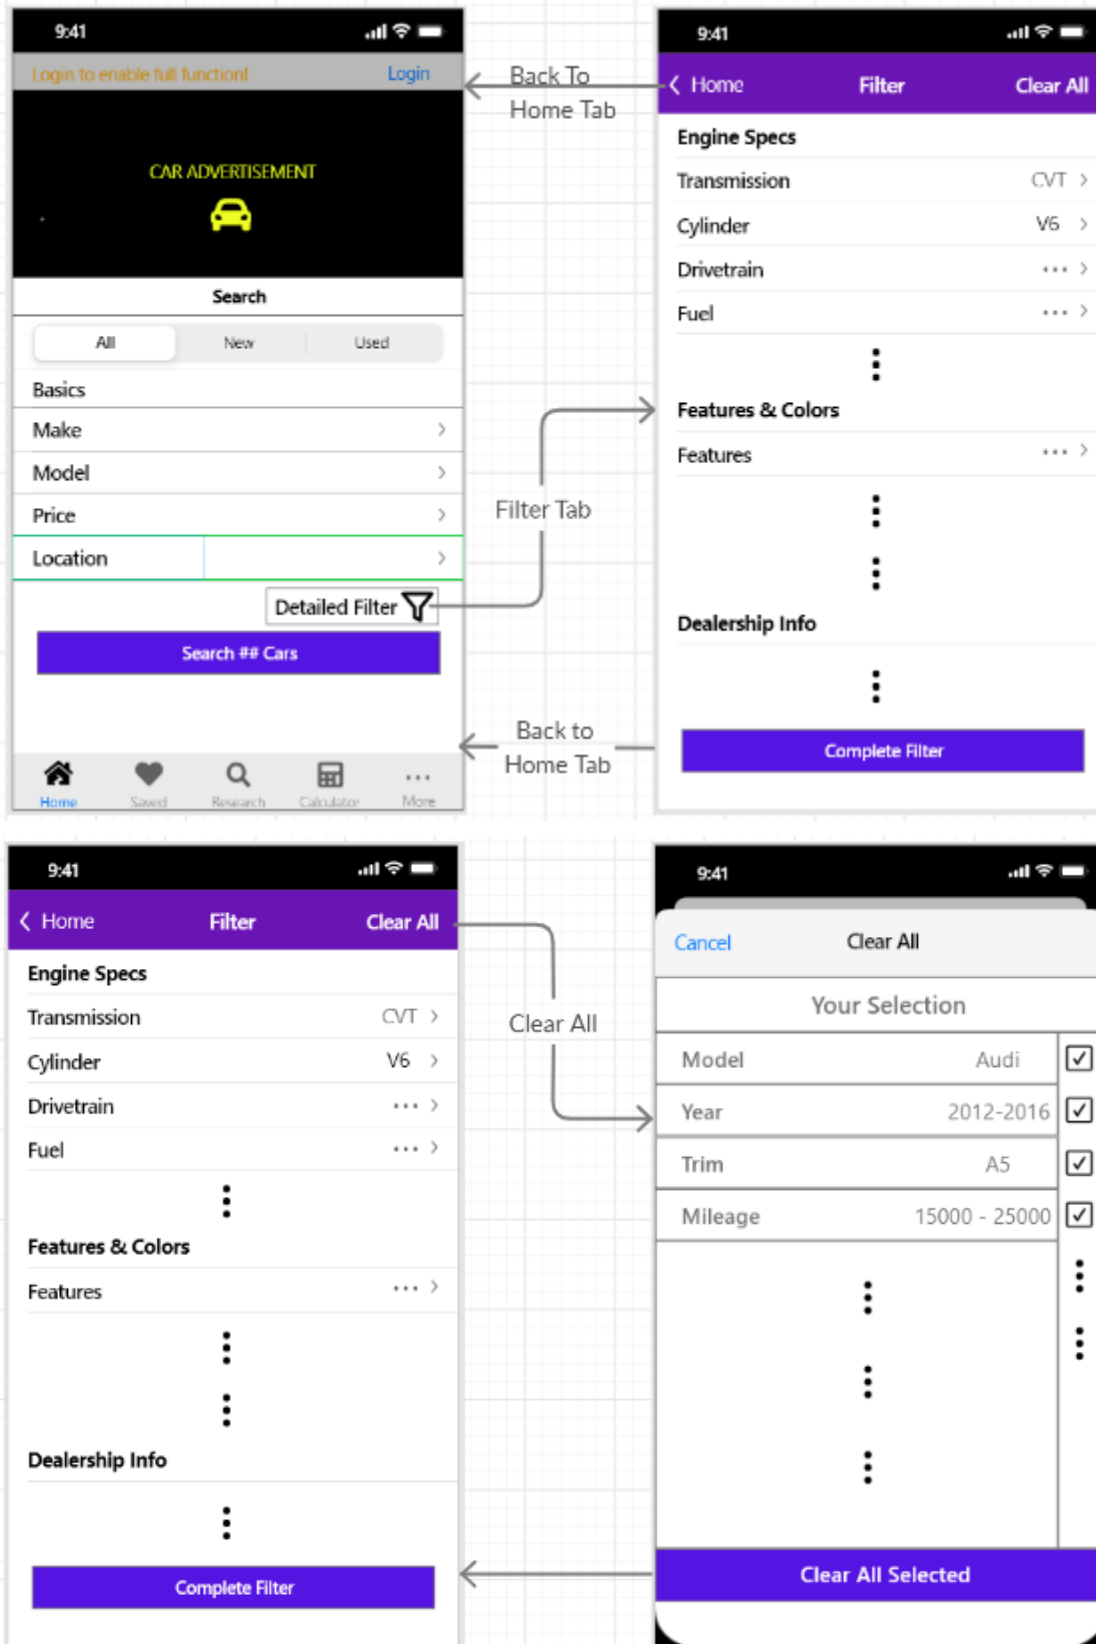 9:41
Login to enable full function!
Login
CAR ADVERTISEMENT
Search
All
New
Used
Basics
Make
Model
Price
Location
Detailed Filter
Search ## Cars
Home
Saved
Research
Calculator
More
Back To
Home Tab
Filter Tab
Back to
Home Tab
9:41
Home
Filter
Clear All
Engine Specs
Transmission CVT
Cylinder V6
Drivetrain ...
Fuel ...
Features & Colors
Features ...
Dealership Info
Complete Filter
9:41
Home
Filter
Clear All
Engine Specs
Transmission CVT
Cylinder V6
Drivetrain ...
Fuel ...
Features & Colors
Features ...
Dealership Info
Complete Filter
Clear All
9:41
Cancel
Clear All
Your Selection
Model Audi
Year 2012-2016
Trim A5
Mileage 15000 - 25000
Clear All Selected